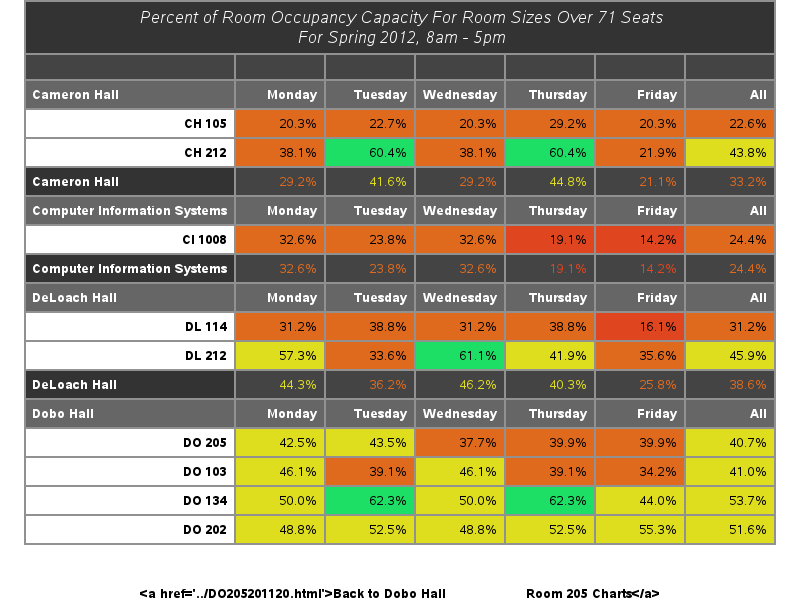 Percent of Room Occupancy Capacity For Room Sizes Over 71 Seats
For Spring 2012, 8am - 5pm
Cameron Hall Monday Tuesday Wednesday Thursday Friday All
CH 105 20.3% 22.7% 20.3% 29.2% 20.3% 22.6%
CH 212 38.1% 60.4% 38.1% 60.4% 21.9% 43.8%
Cameron Hall 29.2% 41.6% 29.2% 44.8% 21.1% 33.2%
Computer Information Systems Monday Tuesday Wednesday Thursday Friday All
CI 1008 32.6% 23.8% 32.6% 19.1% 14.2% 24.4%
Computer Information Systems 32.6% 23.8% 32.6% 19.1% 14.2% 24.4%
DeLoach Hall Monday Tuesday Wednesday Thursday Friday All
DL 114 31.2% 38.8% 31.2% 38.8% 16.1% 31.2%
DL 212 57.3% 33.6% 61.1% 41.9% 35.6% 45.9%
DeLoach Hall 44.3% 36.2% 46.2% 40.3% 25.8% 38.6%
Dobo Hall Monday Tuesday Wednesday Thursday Friday All
DO 205 42.5% 43.5% 37.7% 39.9% 39.9% 40.7%
DO 103 46.1% 39.1% 46.1% 39.1% 34.2% 41.0%
DO 134 50.0% 62.3% 50.0% 62.3% 44.0% 53.7%
DO 202 48.8% 52.5% 48.8% 52.5% 55.3% 51.6%
<a href='../DO205201120.html'>Back to Dobo Hall Room 205 Charts</a>